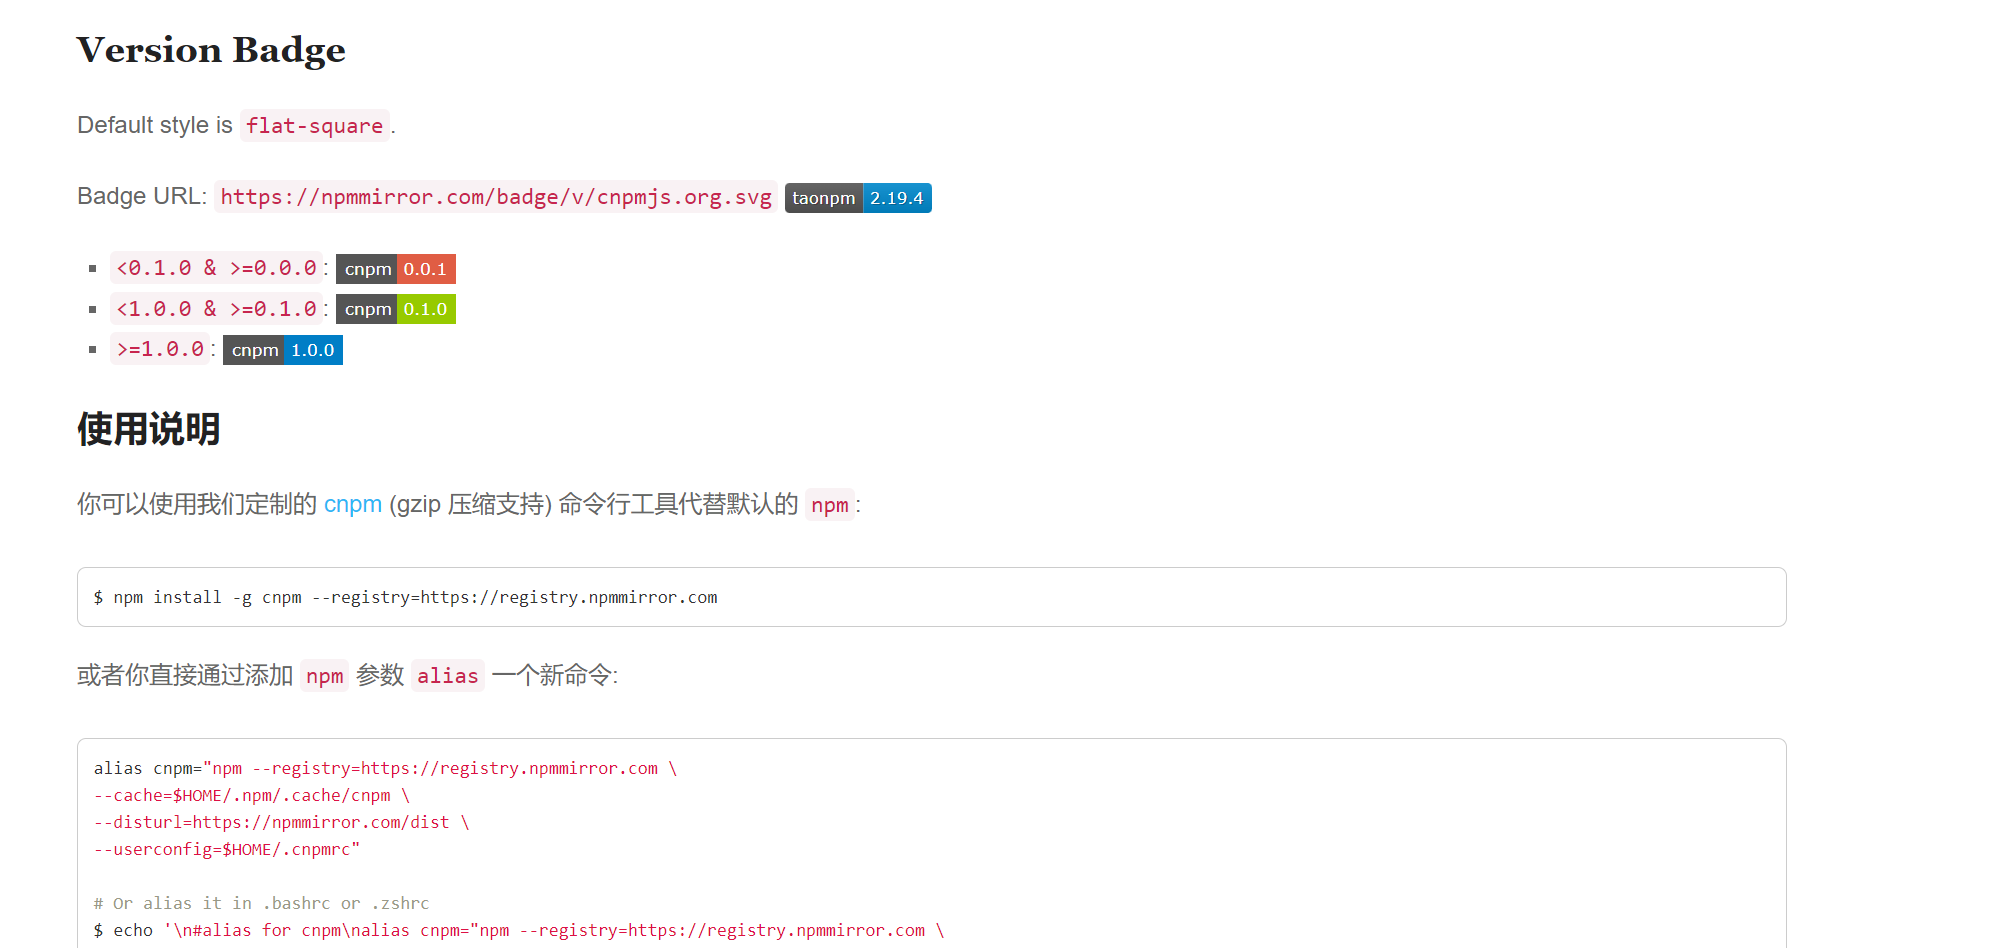 Version Badge
Default style is flat-square.
Badge URL: https://npmmirror.com/badge/v/cnpmjs.org.svg taonpm 2.19.4
<0.1.0 & >=0.0.0: cnpm 0.0.1
<1.0.0 & >=0.1.0: cnpm 0.1.0
>=1.0.0: cnpm 1.0.0
使用说明
你可以使用我们定制的 cnpm (gzip 压缩支持) 命令行工具代替默认的 npm:
$ npm install -g cnpm --registry=https://registry.npmmirror.com
或者你直接通过添加 npm 参数 alias 一个新命令:
alias cnpm="npm --registry=https://registry.npmmirror.com \
--cache=$HOME/.npm/.cache/cnpm \
--disturl=https://npmmirror.com/dist \
--userconfig=$HOME/.cnpmrc"
# Or alias it in .bashrc or .zshrc
$ echo '\n#alias for cnpm\nalias cnpm="npm --registry=https://registry.npmmirror.com \